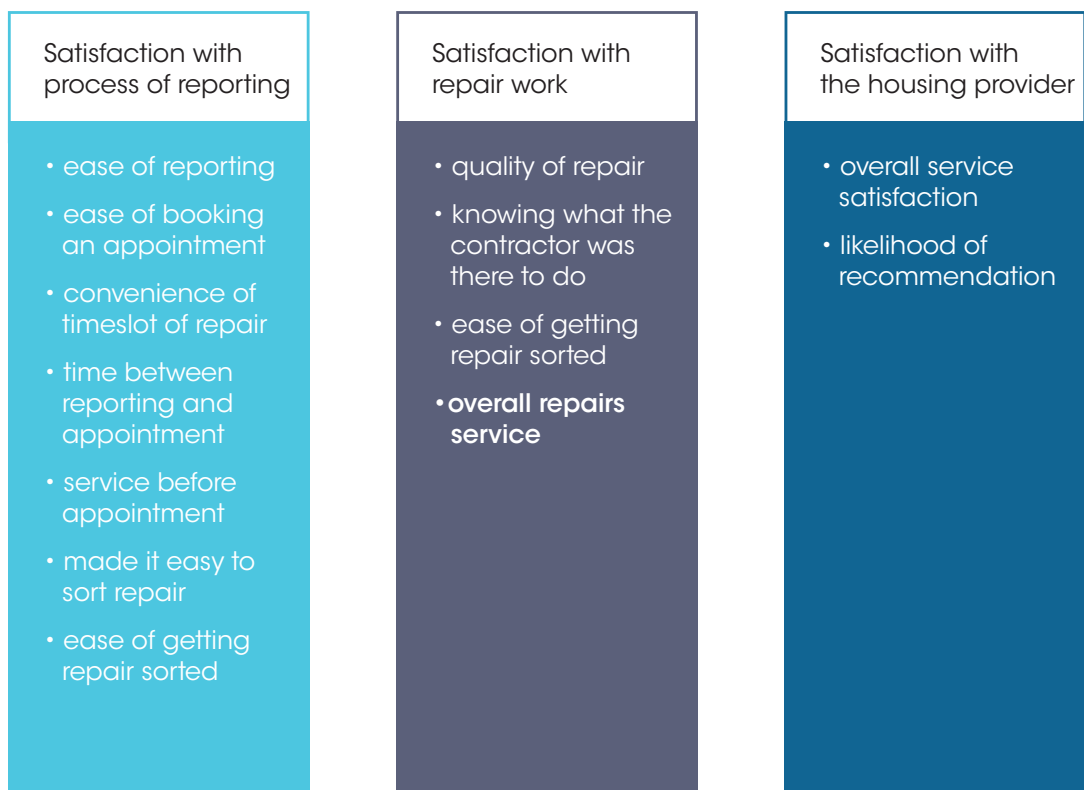 Satisfaction with
process of reporting
• ease of reporting
• ease of booking
an appointment
• convenience of
timeslot of repair
• time between
reporting and
appointment
• service before
appointment
• made it easy to
sort repair
• ease of getting
repair sorted
Satisfaction with
repair work
• quality of repair
• knowing what the
contractor was
there to do
• ease of getting
repair sorted
• overall repairs
service
Satisfaction with
the housing provider
• overall service
satisfaction
• likelihood of
recommendation